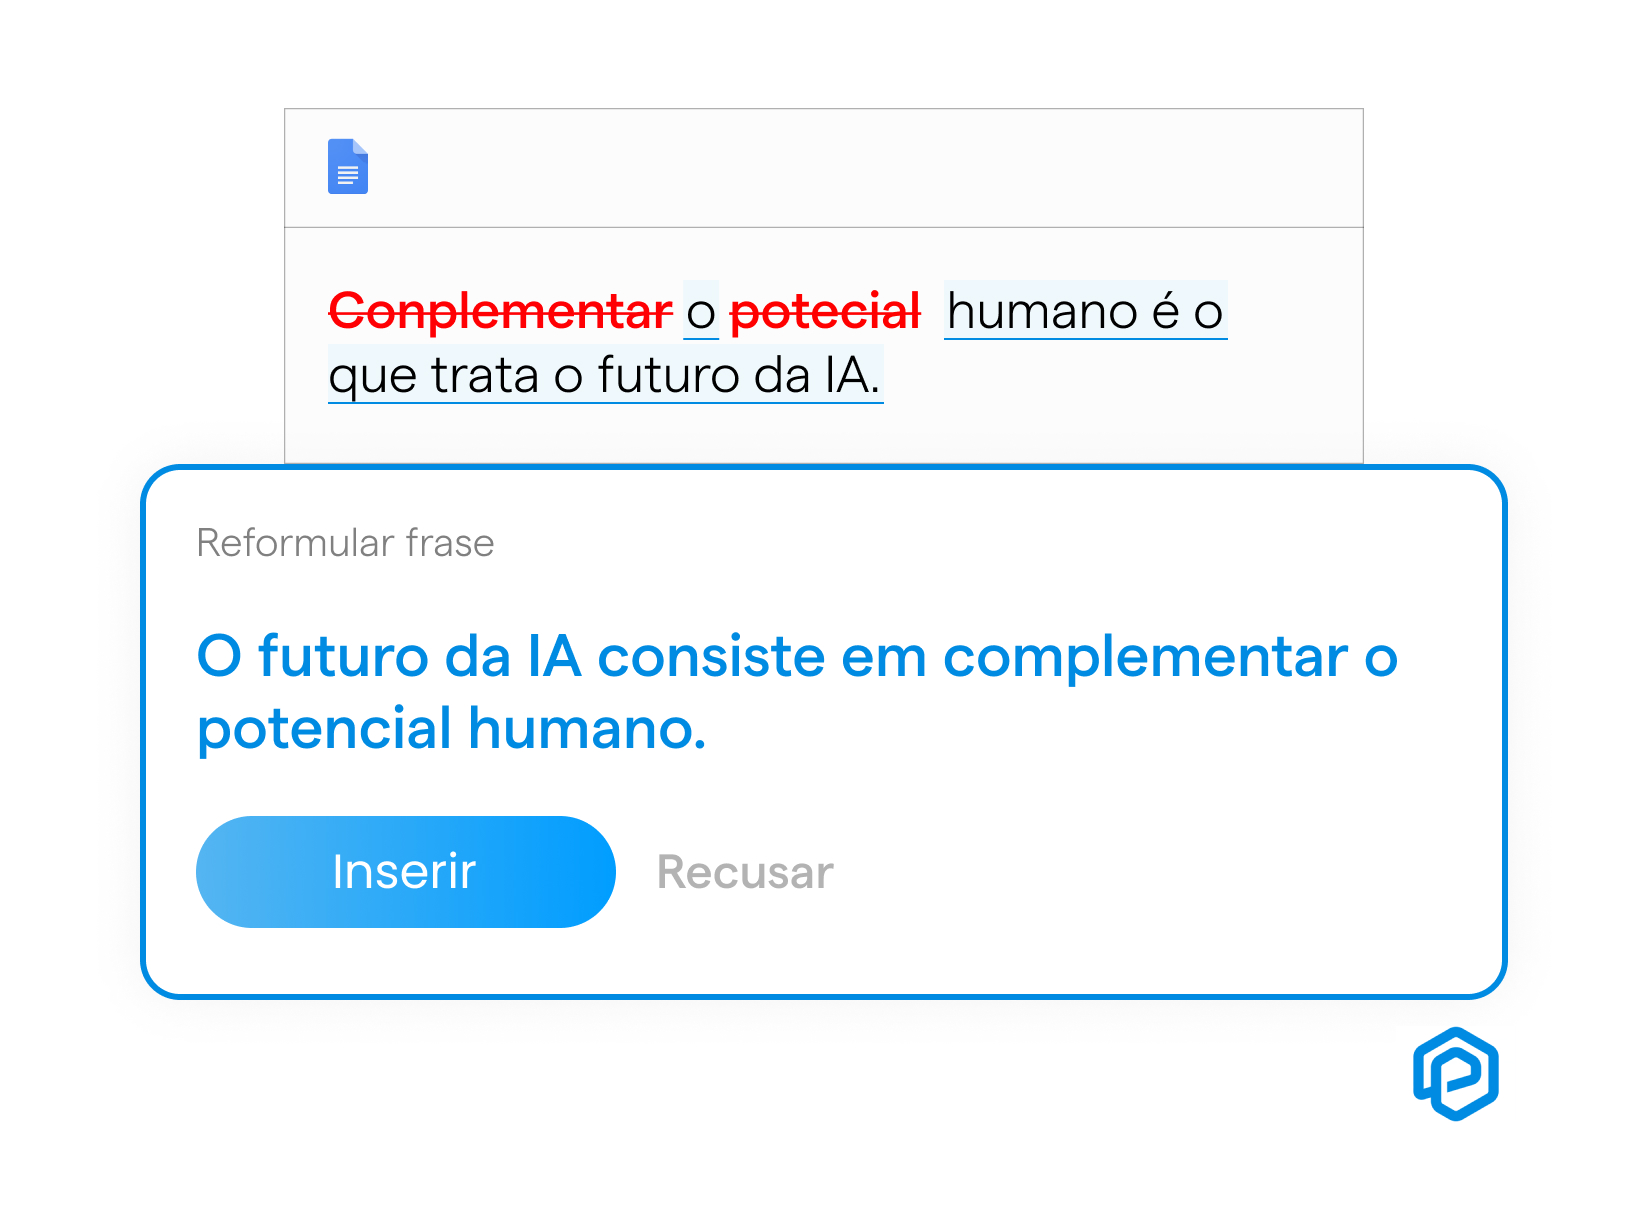 Conplementar o potecial humano é o
que trata o futuro da IA.
Reformular frase
O futuro da IA consiste em complementar o
potencial humano.
Inserir
Recusar